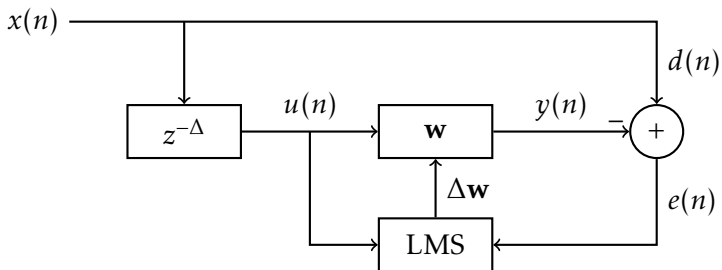 x(n)
d(n)
z^{-Δ}
u(n)
w
y(n)
−
+
Δw
e(n)
LMS